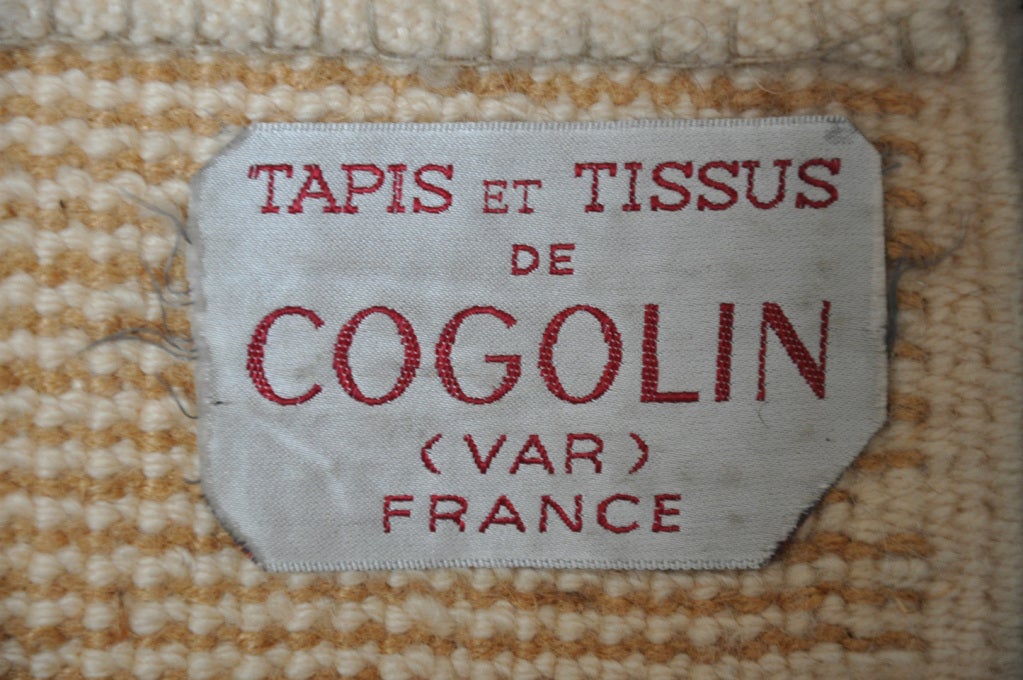 TAPIS ET TISSUS
DE
COGOLIN
(VAR)
FRANCE